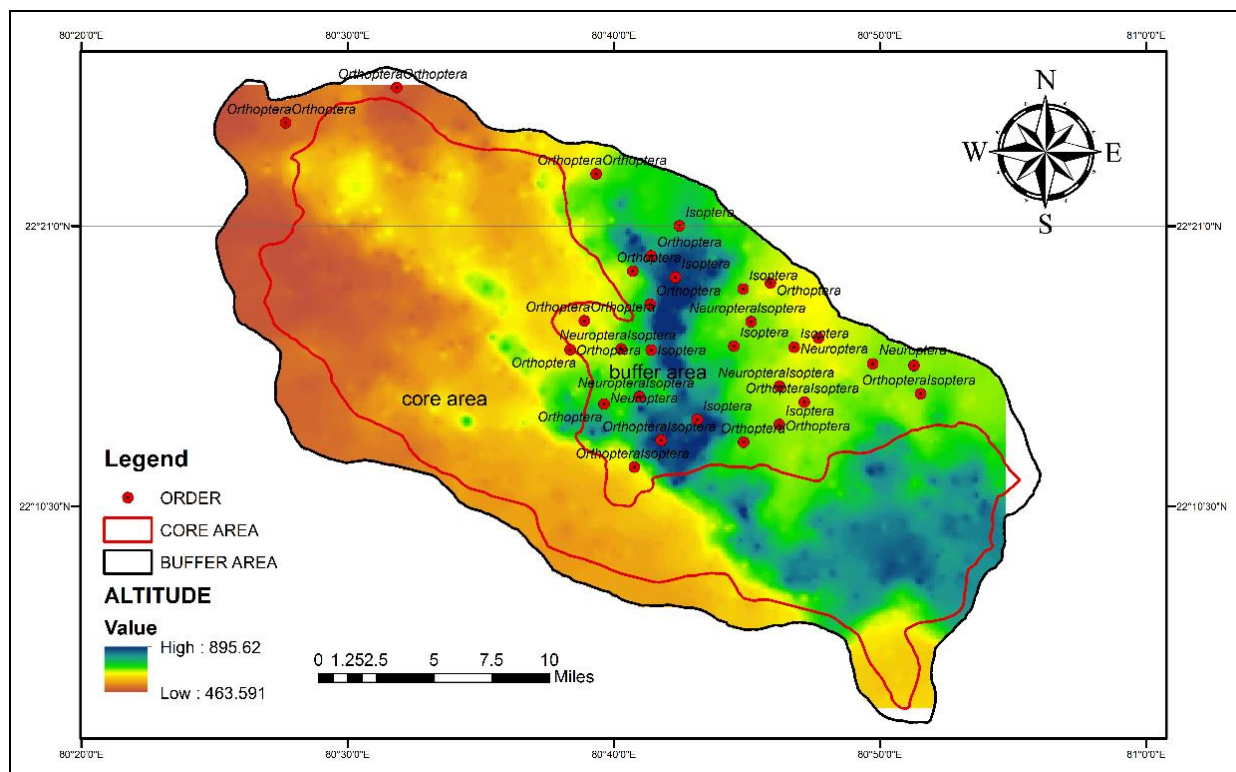 80°20'0"E 80°30'0"E 80°40'0"E 80°50'0"E 81°0'0"E
OrthopteraOrthoptera
OrthopteraOrthoptera
N
W E
S
OrthopteraOrthoptera
Isoptera
22°21'0"N 22°21'0"N
Orthoptera
Orthoptera Isoptera
Isoptera
Orthoptera
Orthoptera
OrthopteraOrthoptera
NeuropteraIsoptera
NeuropteraIsoptera
Isoptera
Isoptera
Orthoptera
Orthoptera
Isoptera
Neuroptera
Neuroptera
buffer area
NeuropteraIsoptera
NeuropteraIsoptera
OrthopteraIsoptera
OrthopteraIsoptera
core area
Neuroptera
Orthoptera
Isoptera
Isoptera
Orthoptera
OrthopteraIsoptera
Orthoptera
OrthopteraIsoptera
Legend
ORDER
CORE AREA
BUFFER AREA
22°10'30"N 22°10'30"N
ALTITUDE
Value
High : 895.62
Low : 463.591
0 1.252.5 5 7.5 10
Miles
80°20'0"E 80°30'0"E 80°40'0"E 80°50'0"E 81°0'0"E